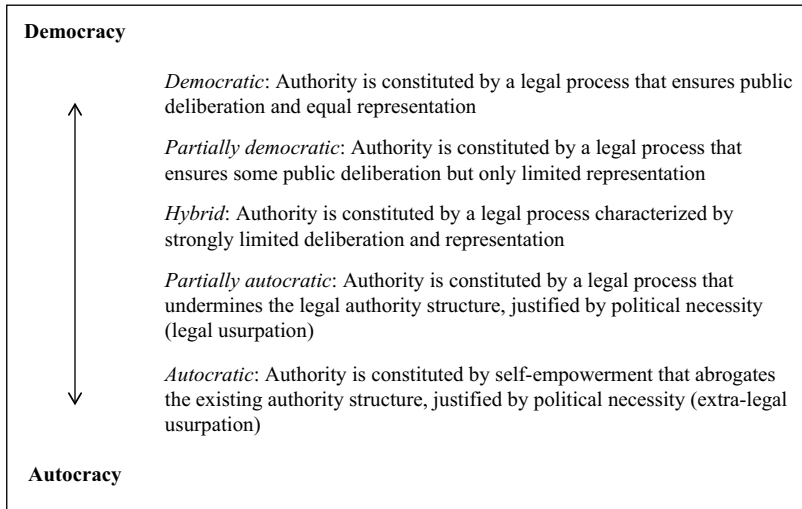 Democracy
Democratic: Authority is constituted by a legal process that ensures public
deliberation and equal representation
Partially democratic: Authority is constituted by a legal process that
ensures some public deliberation but only limited representation
Hybrid: Authority is constituted by a legal process characterized by
strongly limited deliberation and representation
Partially autocratic: Authority is constituted by a legal process that
undermines the legal authority structure, justified by political necessity
(legal usurpation)
Autocratic: Authority is constituted by self-empowerment that abrogates
the existing authority structure, justified by political necessity (extra-legal
usurpation)
Autocracy